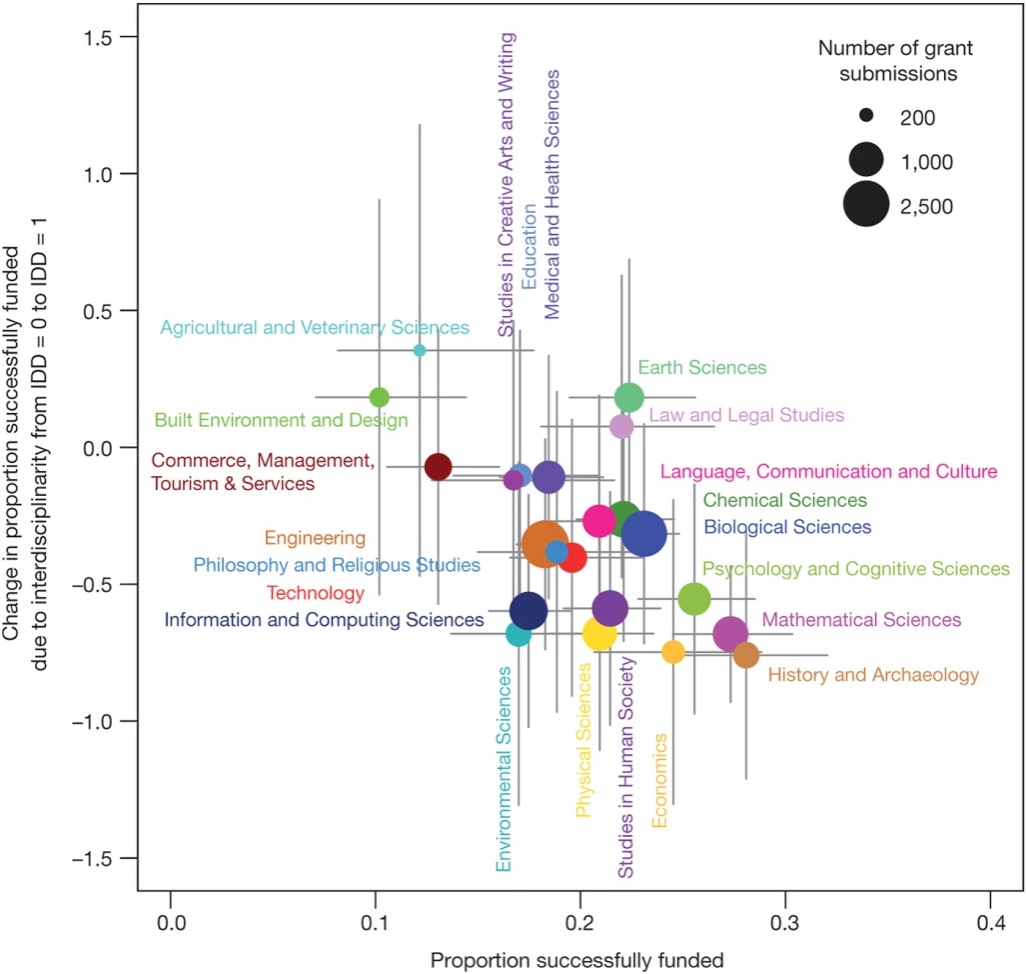 Change in proportion successfully funded
due to interdisciplinarity from IDD = 0 to IDD = 1
1.5
1.0
0.5
0.0
−0.5
−1.0
−1.5
Number of grant
submissions
200
1,000
2,500
Studies in Creative Arts and Writing
Education
Medical and Health Sciences
Agricultural and Veterinary Sciences
Earth Sciences
Built Environment and Design
Law and Legal Studies
Commerce, Management,
Tourism & Services
Language, Communication and Culture
Chemical Sciences
Biological Sciences
Engineering
Philosophy and Religious Studies
Psychology and Cognitive Sciences
Technology
Information and Computing Sciences
Mathematical Sciences
History and Archaeology
Environmental Sciences
Physical Sciences
Studies in Human Society
Economics
0.0
0.1
0.2
0.3
0.4
Proportion successfully funded